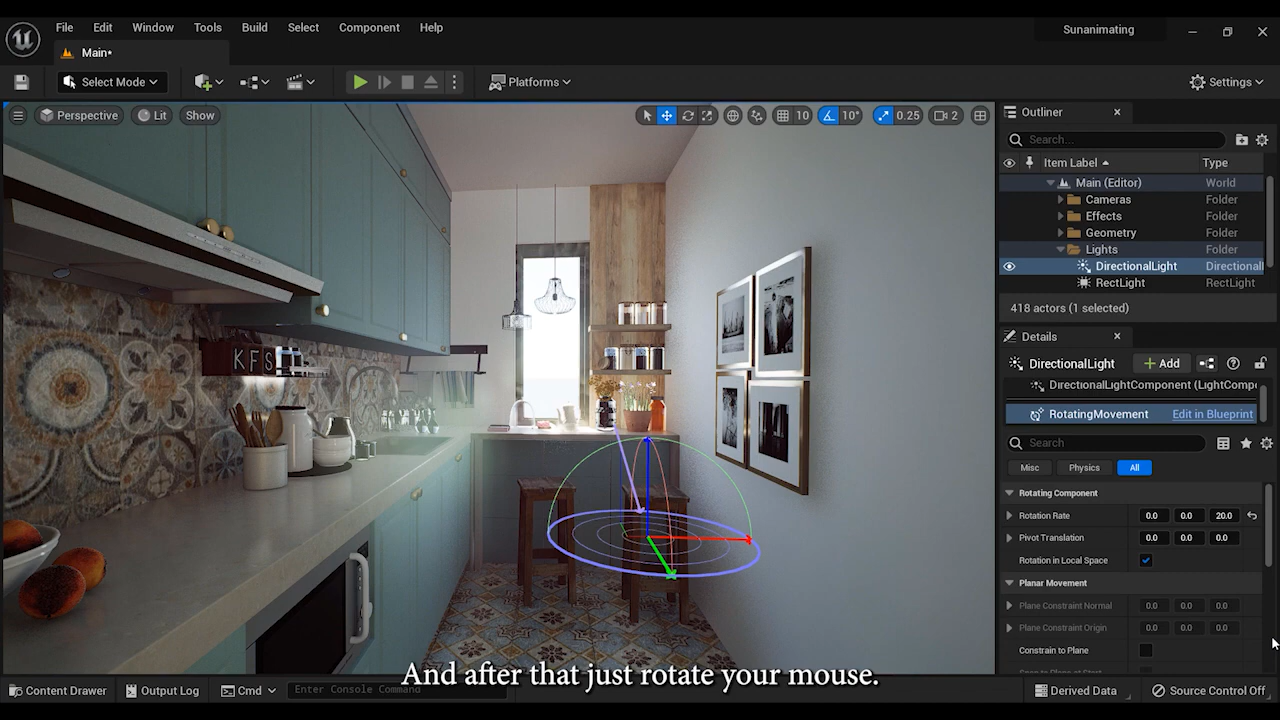 File Edit Window Tools Build Select Component Help
Sunanimating
Main*
Select Mode
Platforms
Settings
Perspective Lit Show
10 10° 0.25 2
Outliner
Search...
Item Label Type
Main (Editor) World
Cameras Folder
Effects Folder
Geometry Folder
Lights Folder
DirectionalLight Directional
RectLight RectLight
418 actors (1 selected)
Details
DirectionalLight Add
DirectionalLightComponent (LightCompo
RotatingMovement Edit in Blueprint
Search
Misc Physics All
Rotating Component
Rotation Rate 0.0 0.0 20.0
Pivot Translation 0.0 0.0 0.0
Rotation in Local Space
Planar Movement
Plane Constraint Normal 0.0 0.0 0.0
Plane Constraint Origin 0.0 0.0 0.0
Constrain to Plane
KFS
And after that just rotate your mouse.
Content Drawer Output Log Cmd Enter Console Command
Derived Data Source Control Off